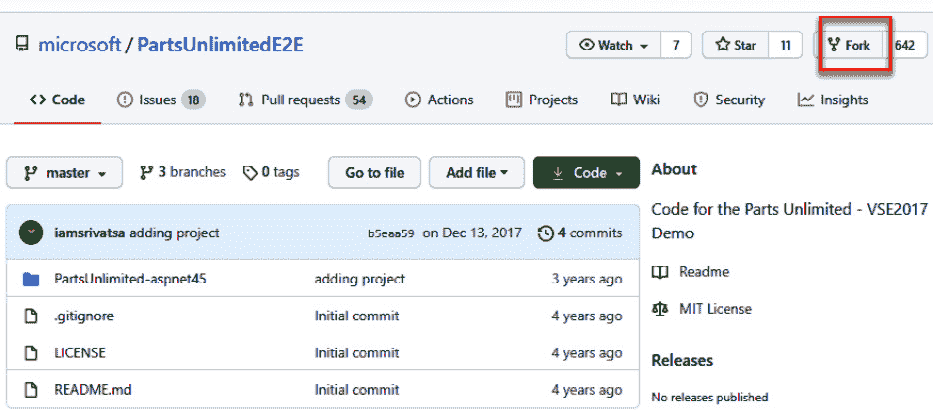 microsoft / PartsUnlimitedE2E
Watch 7 Star 11 Fork 642
Code Issues 18 Pull requests 54 Actions Projects Wiki Security Insights
master 3 branches 0 tags Go to file Add file Code
iamsrivatsa adding project b5eaa59 on Dec 13, 2017 4 commits
PartsUnlimited-aspnet45 adding project 3 years ago
.gitignore Initial commit 4 years ago
LICENSE Initial commit 4 years ago
README.md Initial commit 4 years ago
About
Code for the Parts Unlimited - VSE2017
Demo
Readme
MIT License
Releases
No releases published